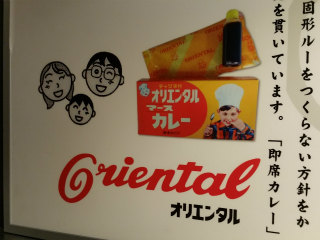 固形ルーをつくらない方針をか
を貫いています。「即席カレー」
ORIENTAL
オリエンタル
マース
カレー
Oriental
オリエンタル